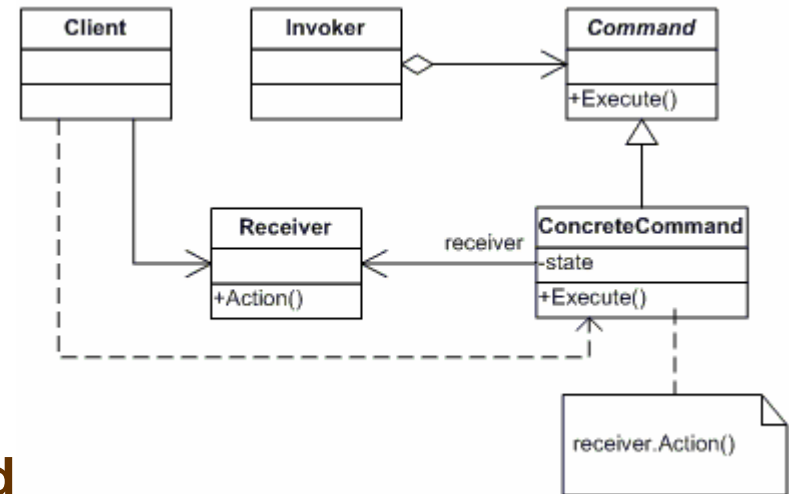 Client
Invoker
Command
+Execute()
Receiver
+Action()
receiver
ConcreteCommand
-state
+Execute()
receiver.Action()
d